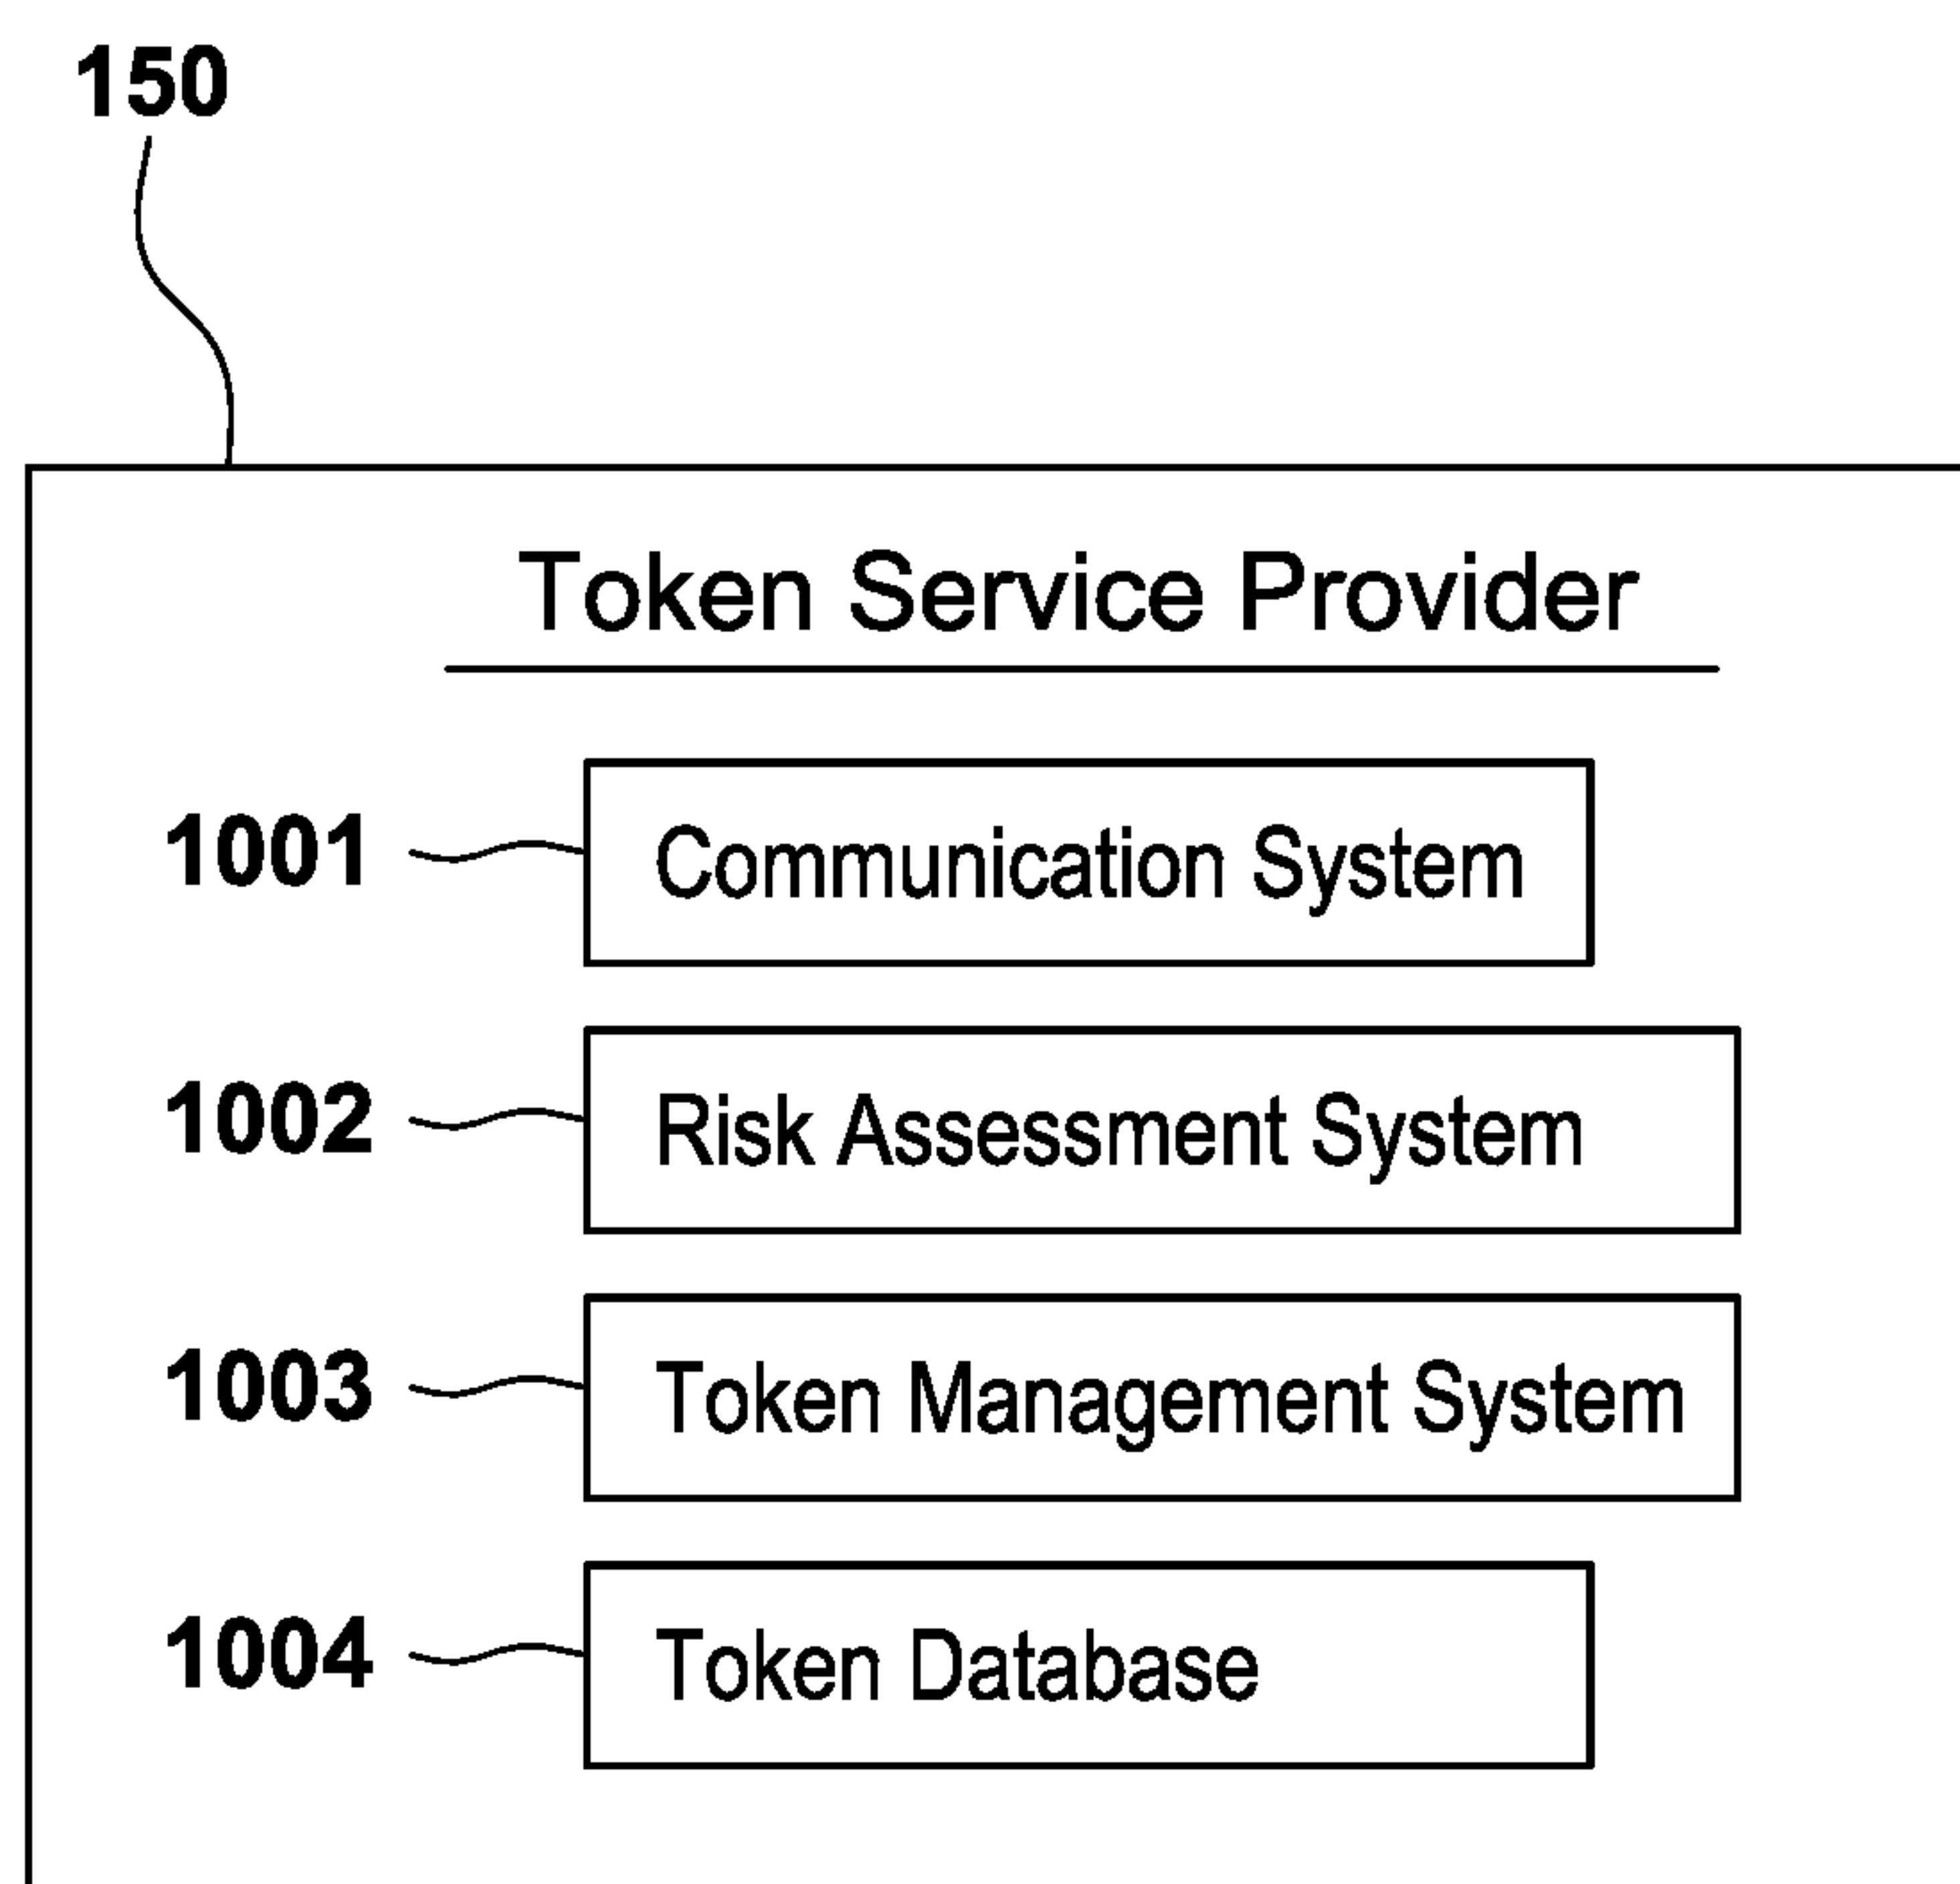 150
Token Service Provider
1001 Communication System
1002 Risk Assessment System
1003 Token Management System
1004 Token Database